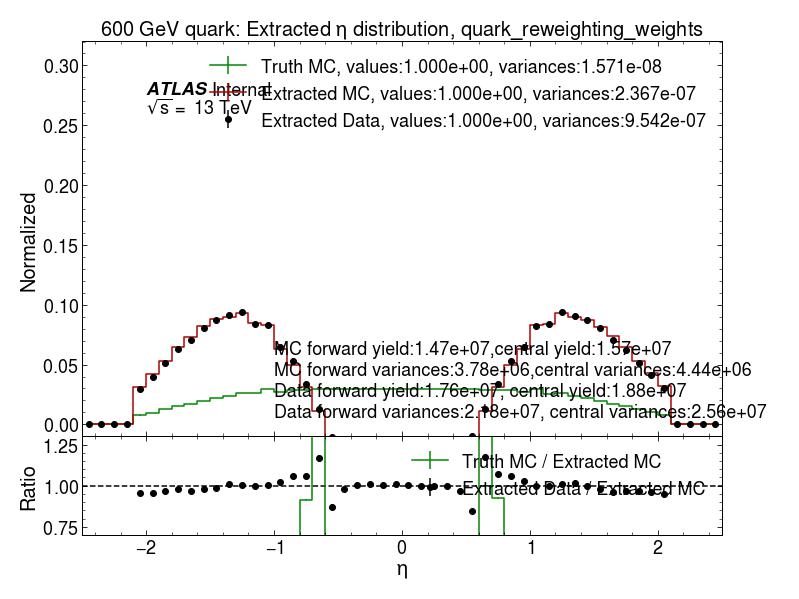 600 GeV quark: Extracted η distribution, quark_reweighting_weights
Truth MC, values:1.000e+00, variances:1.571e-08
ATLAS Internal
Extracted MC, values:1.000e+00, variances:2.367e-07
√s = 13 TeV
Extracted Data, values:1.000e+00, variances:9.542e-07
0.30
0.25
0.20
0.15
0.10
0.05
0.00
Normalized
MC forward yield:1.47e+07,central yield:1.57e+07
MC forward variances:3.78e+06,central variances:4.44e+06
Data forward yield:1.76e+07, central yield:1.88e+07
Data forward variances:2.18e+07, central variances:2.56e+07
1.25
1.00
0.75
Ratio
Truth MC / Extracted MC
Extracted Data / Extracted MC
−2 −1 0 1 2
η